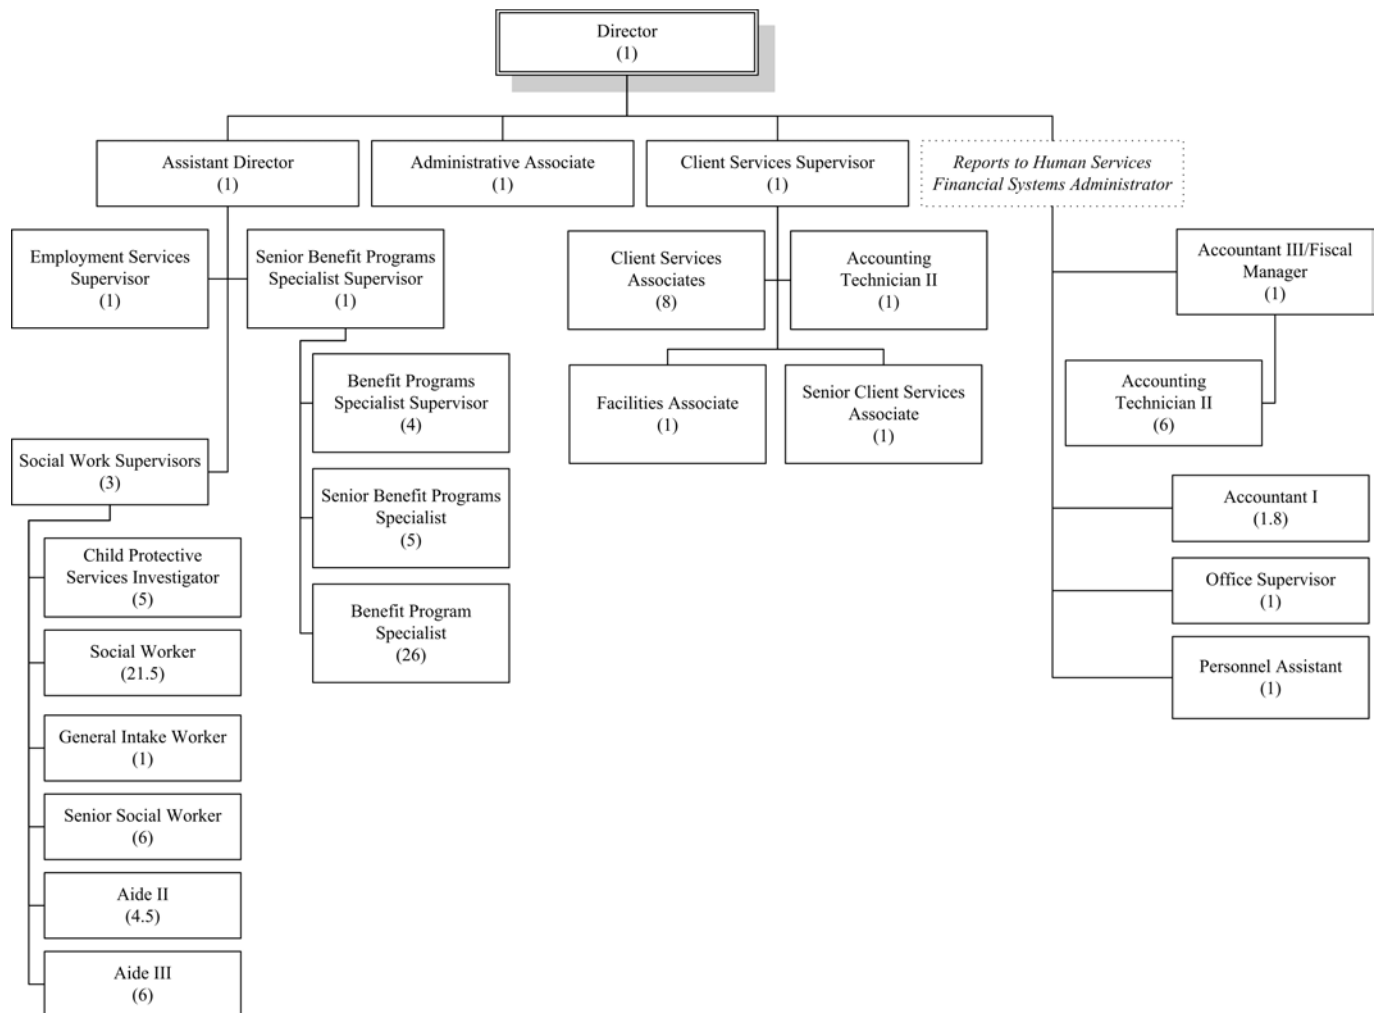 Director
(1)
Assistant Director
(1)
Administrative Associate
(1)
Client Services Supervisor
(1)
Reports to Human Services
Financial Systems Administrator
Employment Services
Supervisor
(1)
Senior Benefit Programs
Specialist Supervisor
(1)
Client Services
Associates
(8)
Accounting
Technician II
(1)
Accountant III/Fiscal
Manager
(1)
Benefit Programs
Specialist Supervisor
(4)
Facilities Associate
(1)
Senior Client Services
Associate
(1)
Accounting
Technician II
(6)
Social Work Supervisors
(3)
Senior Benefit Programs
Specialist
(5)
Accountant I
(1.8)
Child Protective
Services Investigator
(5)
Benefit Program
Specialist
(26)
Office Supervisor
(1)
Social Worker
(21.5)
Personnel Assistant
(1)
General Intake Worker
(1)
Senior Social Worker
(6)
Aide II
(4.5)
Aide III
(6)